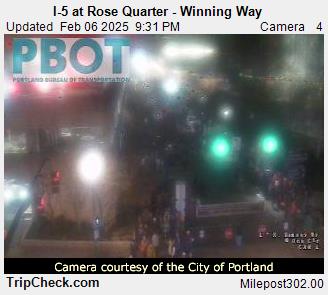 I-5 at Rose Quarter - Winning Way
Updated Feb 06 2025 9:31 PM Camera 4
PBOT
PORTLAND BUREAU OF TRANSPORTATION
Camera courtesy of the City of Portland
TripCheck.com Milepost302.00